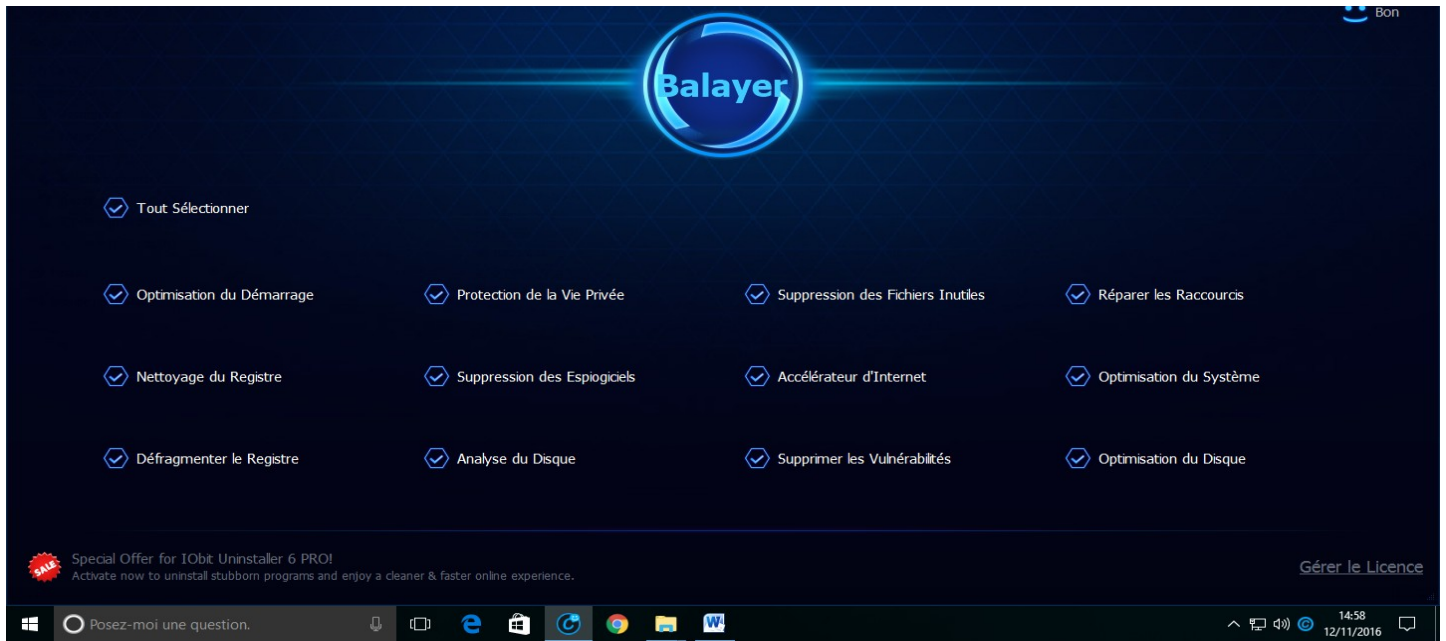 Bon
Balayer
Tout Sélectionner
Optimisation du Démarrage
Protection de la Vie Privée
Suppression des Fichiers Inutiles
Réparer les Raccourcis
Nettoyage du Registre
Suppression des Espiogiciels
Accélérateur d'Internet
Optimisation du Système
Défragmenter le Registre
Analyse du Disque
Supprimer les Vulnérabilités
Optimisation du Disque
SALE
Special Offer for IObit Uninstaller 6 PRO!
Activate now to uninstall stubborn programs and enjoy a cleaner & faster online experience.
Gérer le Licence
Posez-moi une question.
14:58
12/11/2016